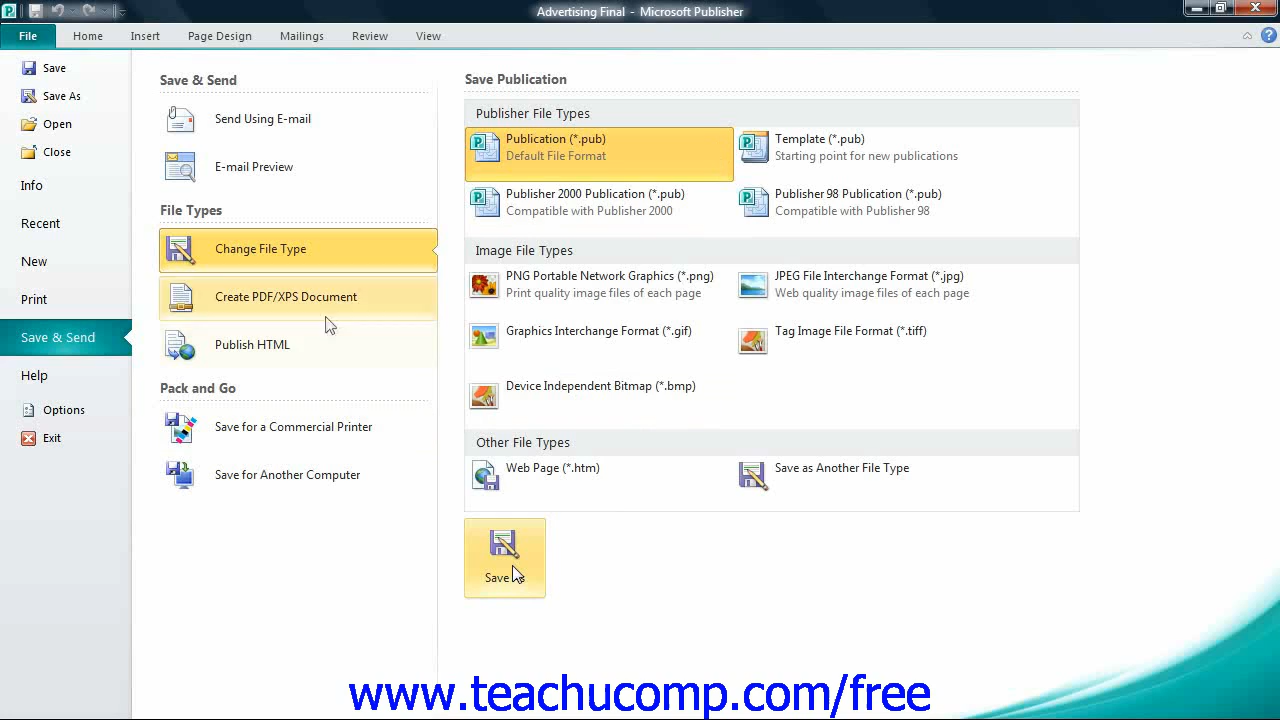 Advertising Final - Microsoft Publisher
File Home Insert Page Design Mailings Review View
Save
Save As
Open
Close
Info
Recent
New
Print
Save & Send
Help
Options
Exit
Save & Send
Send Using E-mail
E-mail Preview
File Types
Change File Type
Create PDF/XPS Document
Publish HTML
Pack and Go
Save for a Commercial Printer
Save for Another Computer
Save Publication
Publisher File Types
Publication (*.pub)
Default File Format
Template (*.pub)
Starting point for new publications
Publisher 2000 Publication (*.pub)
Compatible with Publisher 2000
Publisher 98 Publication (*.pub)
Compatible with Publisher 98
Image File Types
PNG Portable Network Graphics (*.png)
Print quality image files of each page
JPEG File Interchange Format (*.jpg)
Web quality image files of each page
Graphics Interchange Format (*.gif)
Tag Image File Format (*.tiff)
Device Independent Bitmap (*.bmp)
Other File Types
Web Page (*.htm)
Save as Another File Type
Save
www.teachucomp.com/free